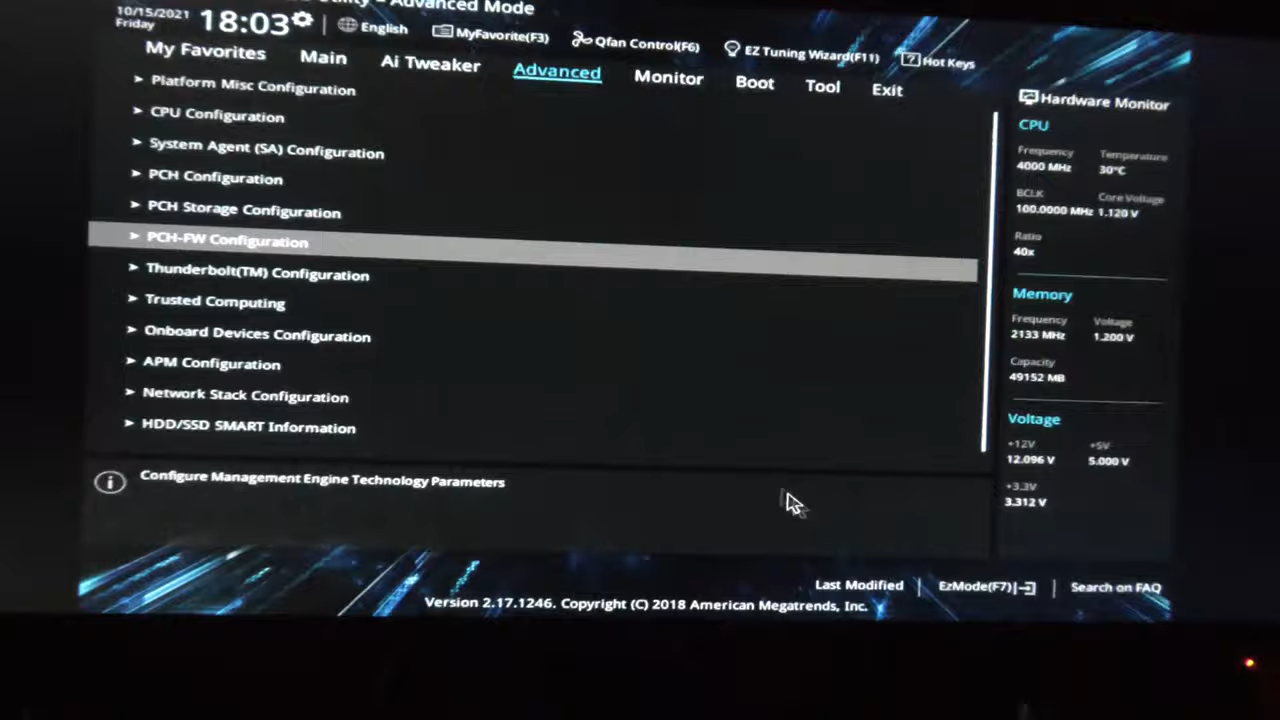 Utility - Advanced Mode
10/15/2021
Friday
18:03
English
MyFavorite(F3)
Qfan Control(F6)
EZ Tuning Wizard(F11)
? Hot Keys
My Favorites
Main
Ai Tweaker
Advanced
Monitor
Boot
Tool
Exit
Platform Misc Configuration
CPU Configuration
System Agent (SA) Configuration
PCH Configuration
PCH Storage Configuration
PCH-FW Configuration
Thunderbolt(TM) Configuration
Trusted Computing
Onboard Devices Configuration
APM Configuration
Network Stack Configuration
HDD/SSD SMART Information
i Configure Management Engine Technology Parameters
Hardware Monitor
CPU
Frequency Temperature
4000 MHz 30°C
BCLK Core Voltage
100.0000 MHz 1.120 V
Ratio
40x
Memory
Frequency Voltage
2133 MHz 1.200 V
Capacity
49152 MB
Voltage
+12V +5V
12.096 V 5.000 V
+3.3V
3.312 V
Last Modified
EzMode(F7)
Search on FAQ
Version 2.17.1246. Copyright (C) 2018 American Megatrends, Inc.